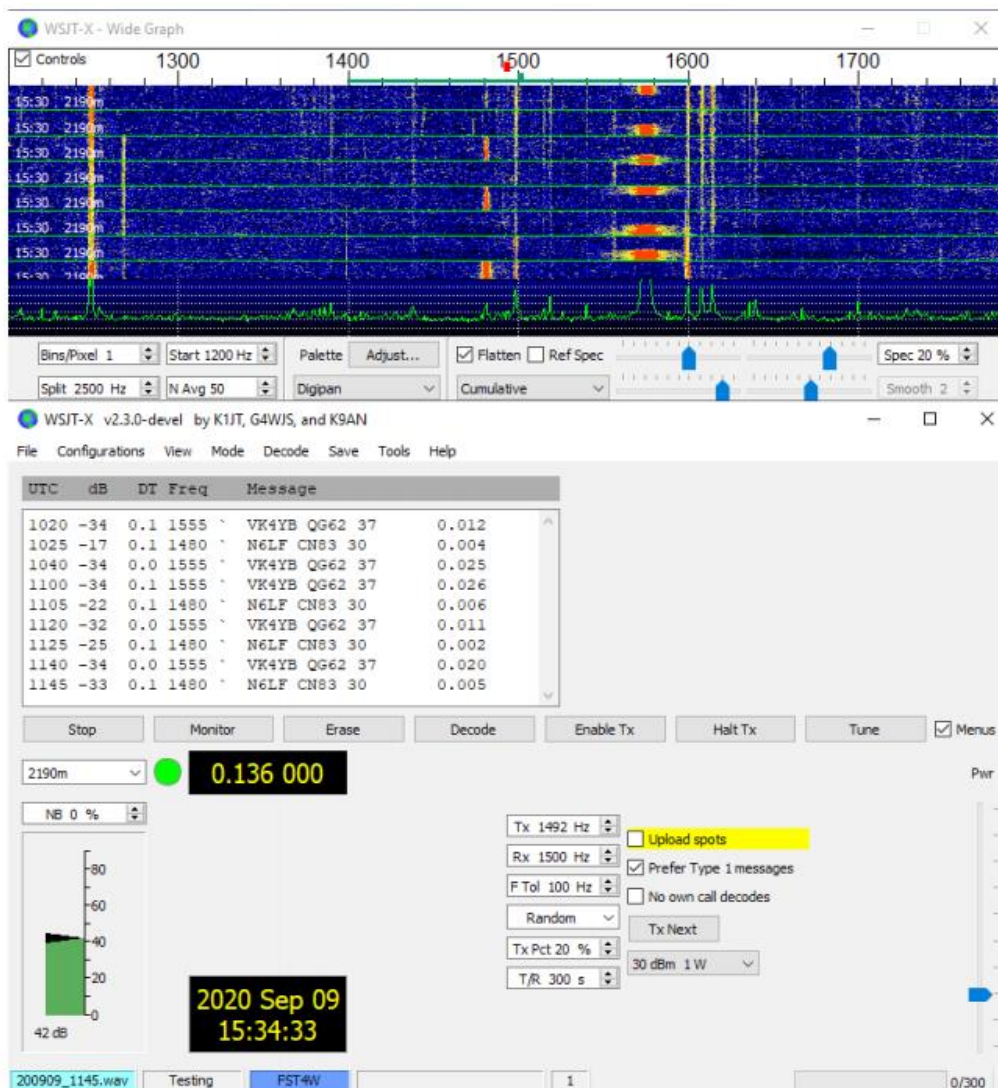 WSJT-X - Wide Graph
Controls 1300 1400 1500 1600 1700
15:30 2190m
15:30 2190m
15:30 2190m
15:30 2190m
15:30 2190m
15:30 2190m
15:30 2190m
15:30 2190m
Bins/Pixel 1 Start 1200 Hz Palette Adjust... Flatten Ref Spec Spec 20 %
Split 2500 Hz N Avg 50 Digipan Cumulative Smooth 2
WSJT-X v2.3.0-devel by K1JT, G4WJS, and K9AN
File Configurations View Mode Decode Save Tools Help
UTC dB DT Freq Message
1020 -34 0.1 1555 ` VK4YB QG62 37 0.012
1025 -17 0.1 1480 ` N6LF CN83 30 0.004
1040 -34 0.0 1555 ` VK4YB QG62 37 0.025
1100 -34 0.1 1555 ` VK4YB QG62 37 0.026
1105 -22 0.1 1480 ` N6LF CN83 30 0.006
1120 -32 0.0 1555 ` VK4YB QG62 37 0.011
1125 -25 0.1 1480 ` N6LF CN83 30 0.002
1140 -34 0.0 1555 ` VK4YB QG62 37 0.020
1145 -33 0.1 1480 ` N6LF CN83 30 0.005
Stop Monitor Erase Decode Enable Tx Halt Tx Tune Menus
2190m 0.136 000 Pwr
NB 0 %
Tx 1492 Hz Upload spots
Rx 1500 Hz Prefer Type 1 messages
F Tol 100 Hz No own call decodes
Random Tx Next
Tx Pct 20 % 30 dBm 1 W
T/R 300 s
80
60
40
20
0
42 dB
2020 Sep 09
15:34:33
200909_1145.wav Testing FST4W 1 0/300